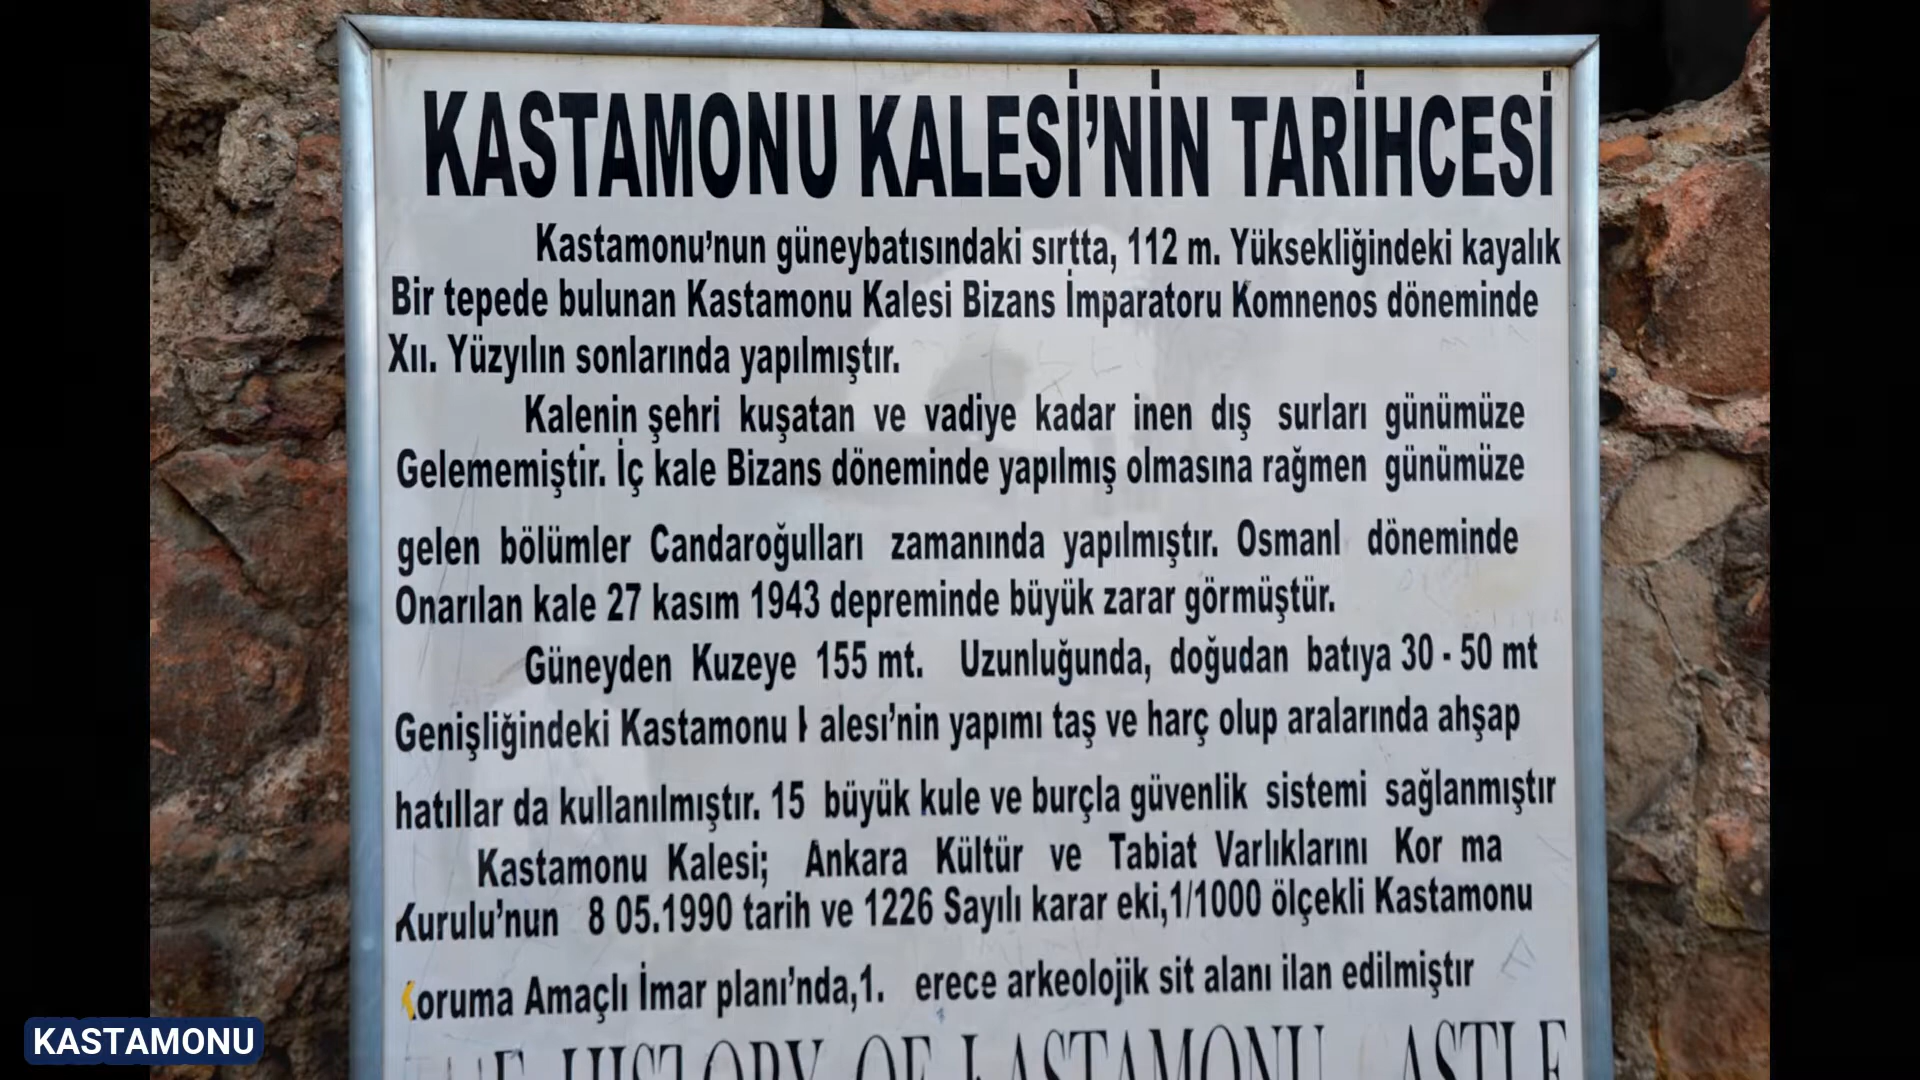 KASTAMONU KALESİ'NİN TARİHCESİ
Kastamonu'nun güneybatısındaki sırtta, 112 m. Yüksekliğindeki kayalık
Bir tepede bulunan Kastamonu Kalesi Bizans İmparatoru Komnenos döneminde
Xıı. Yüzyılın sonlarında yapılmıştır.
Kalenin şehri kuşatan ve vadiye kadar inen dış surları günümüze
Gelememiştir. İç kale Bizans döneminde yapılmış olmasına rağmen günümüze
gelen bölümler Candaroğulları zamanında yapılmıştır. Osmanl döneminde
Onarılan kale 27 kasım 1943 depreminde büyük zarar görmüştür.
Güneyden Kuzeye 155 mt. Uzunluğunda, doğudan batıya 30 - 50 mt
Genişliğindeki Kastamonu alesı'nin yapımı taş ve harç olup aralarında ahşap
hatıllar da kullanılmıştır. 15 büyük kule ve burçla güvenlik sistemi sağlanmıştır
Kastamonu Kalesi; Ankara Kültür ve Tabiat Varlıklarını Kor ma
Kurulu'nun 8 05.1990 tarih ve 1226 Sayılı karar eki,1/1000 ölçekli Kastamonu
oruma Amaçlı İmar planı'nda,1. erece arkeolojik sit alanı ilan edilmiştir
HISTORY OF KASTAMONU ASTLE
KASTAMONU